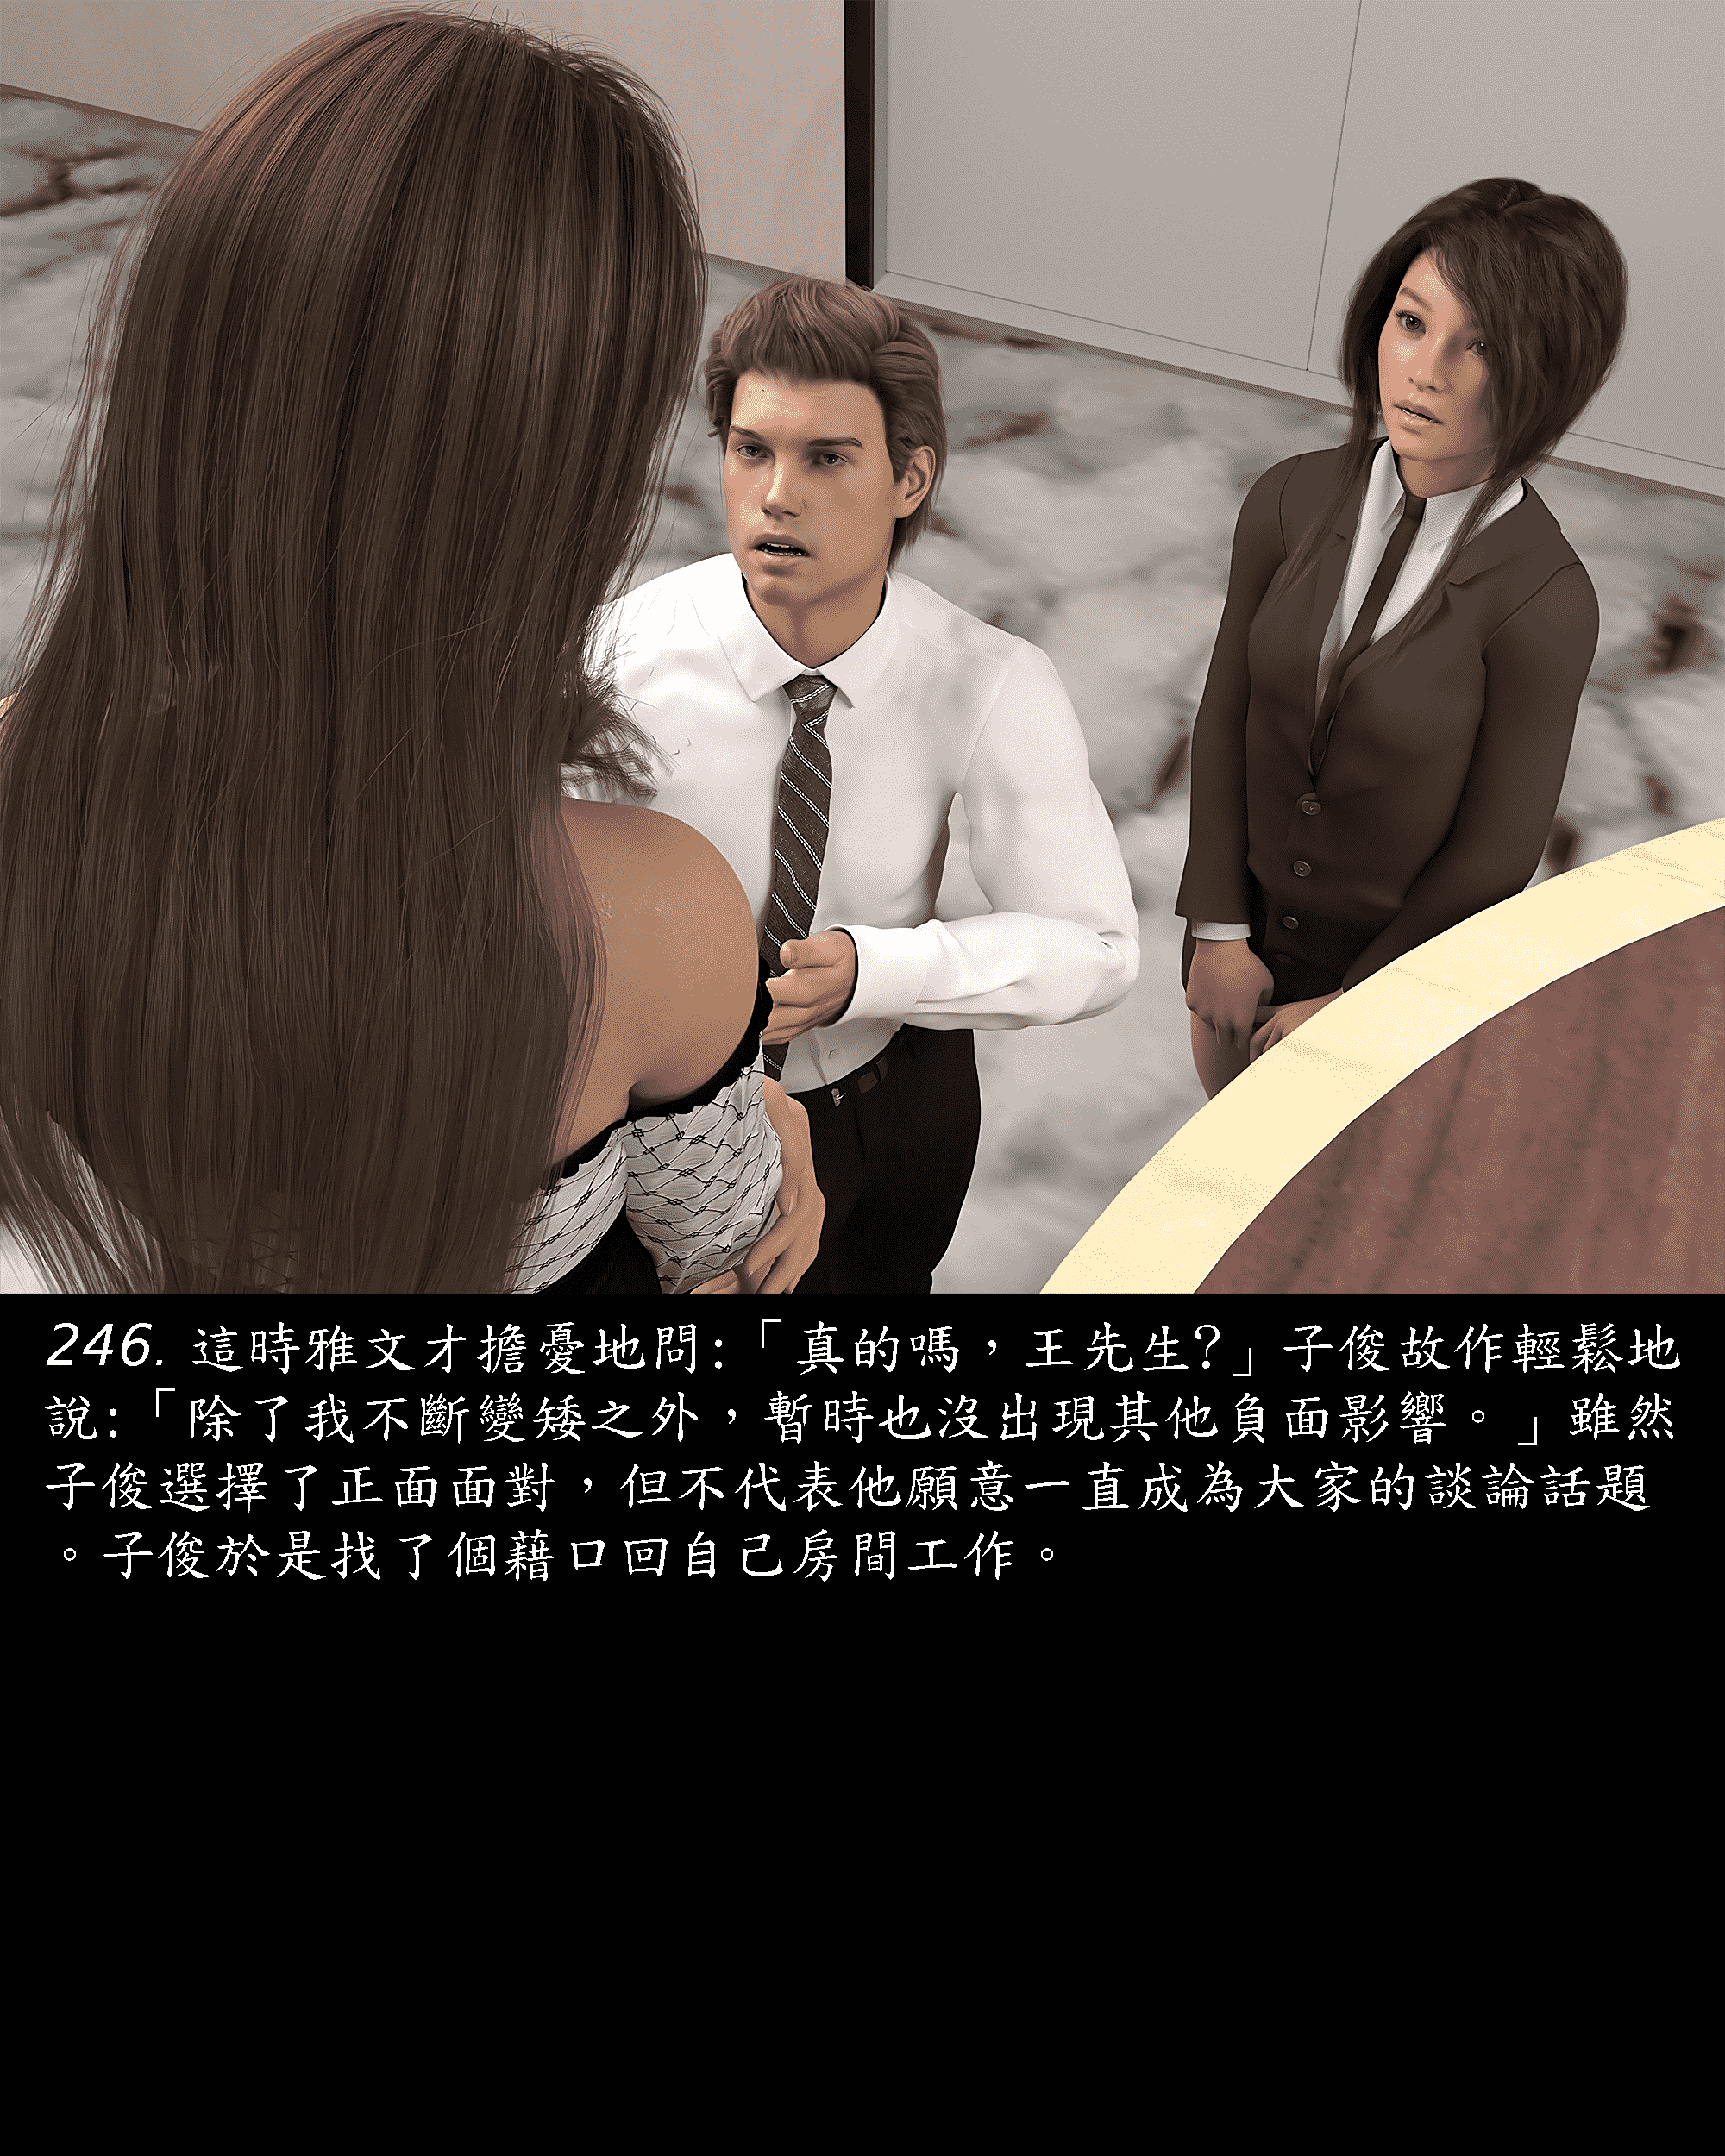 246. 這時雅文才擔憂地問:「真的嗎，王先生?」子俊故作輕鬆地
說:「除了我不斷變矮之外，暫時也沒出現其他負面影響。」雖然
子俊選擇了正面面對，但不代表他願意一直成為大家的談論話題
。子俊於是找了個藉口回自己房間工作。